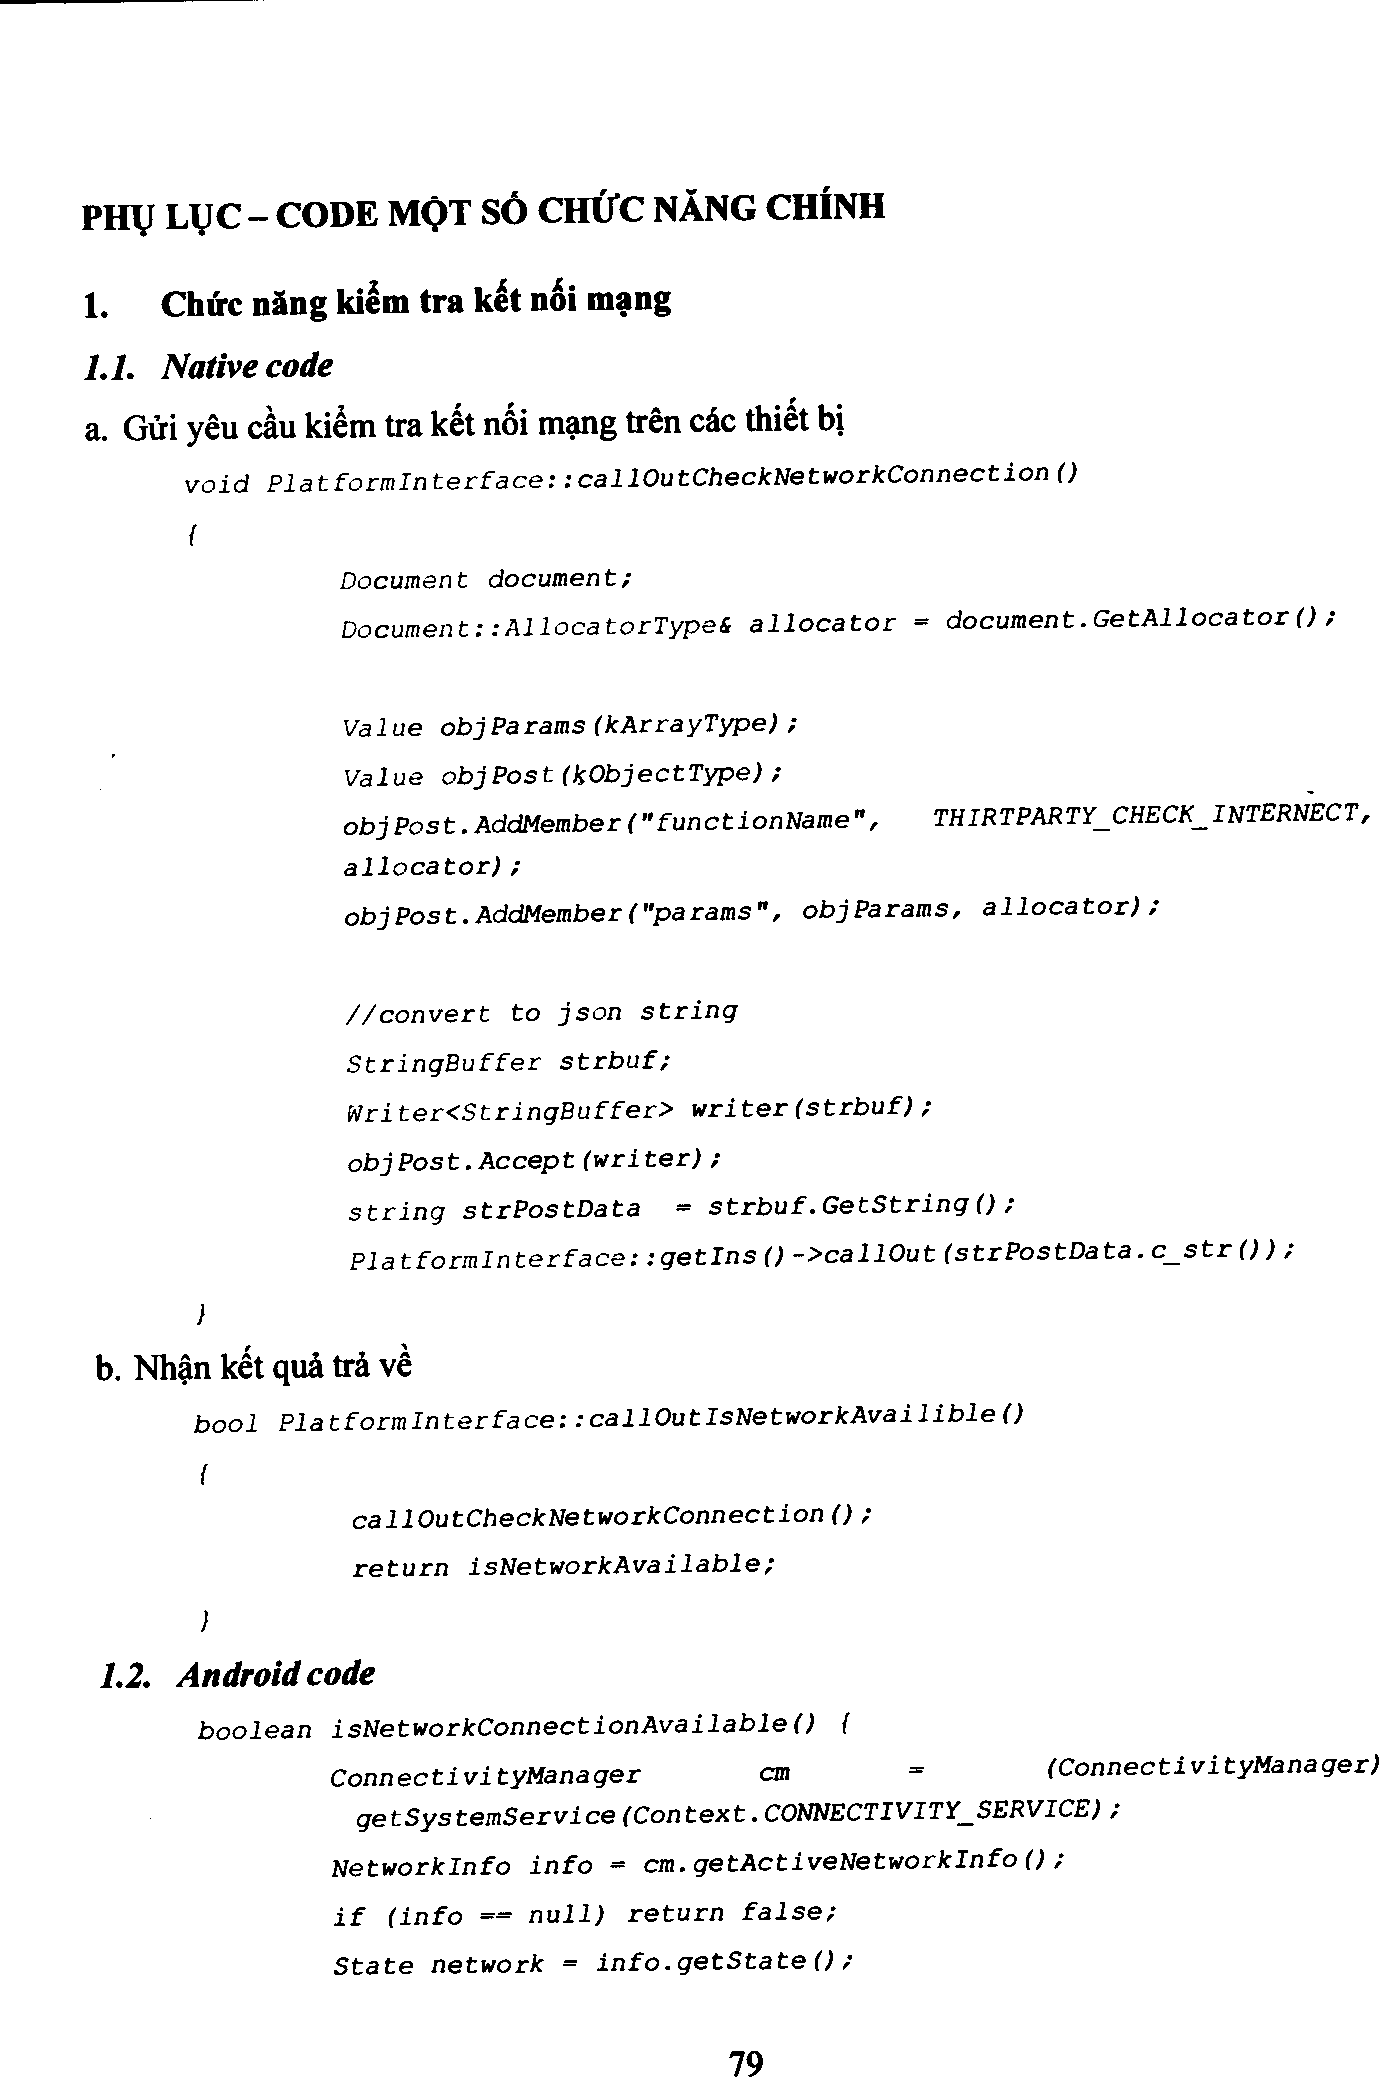 PHỤ LỤC – CODE MỘT SỐ CHỨC NĂNG CHÍNH
1. Chức năng kiểm tra kết nối mạng
1.1. Native code
a. Gửi yêu cầu kiểm tra kết nối mạng trên các thiết bị
void PlatformInterface::callOutCheckNetworkConnection()
{
Document document;
Document::AllocatorType& allocator = document.GetAllocator();
Value objParams(kArrayType);
Value objPost(kObjectType);
objPost.AddMember("functionName", THIRTPARTY_CHECK_INTERNECT,
allocator);
objPost.AddMember("params", objParams, allocator);
//convert to json string
StringBuffer strbuf;
Writer<StringBuffer> writer(strbuf);
objPost.Accept(writer);
string strPostData = strbuf.GetString();
PlatformInterface::getIns()->callOut(strPostData.c_str());
}
b. Nhận kết quả trả về
bool PlatformInterface::callOutIsNetworkAvailible()
{
callOutCheckNetworkConnection();
return isNetworkAvailable;
}
1.2. Android code
boolean isNetworkConnectionAvailable() {
ConnectivityManager cm = (ConnectivityManager)
getSystemService(Context.CONNECTIVITY_SERVICE);
NetworkInfo info = cm.getActiveNetworkInfo();
if (info == null) return false;
State network = info.getState();
79